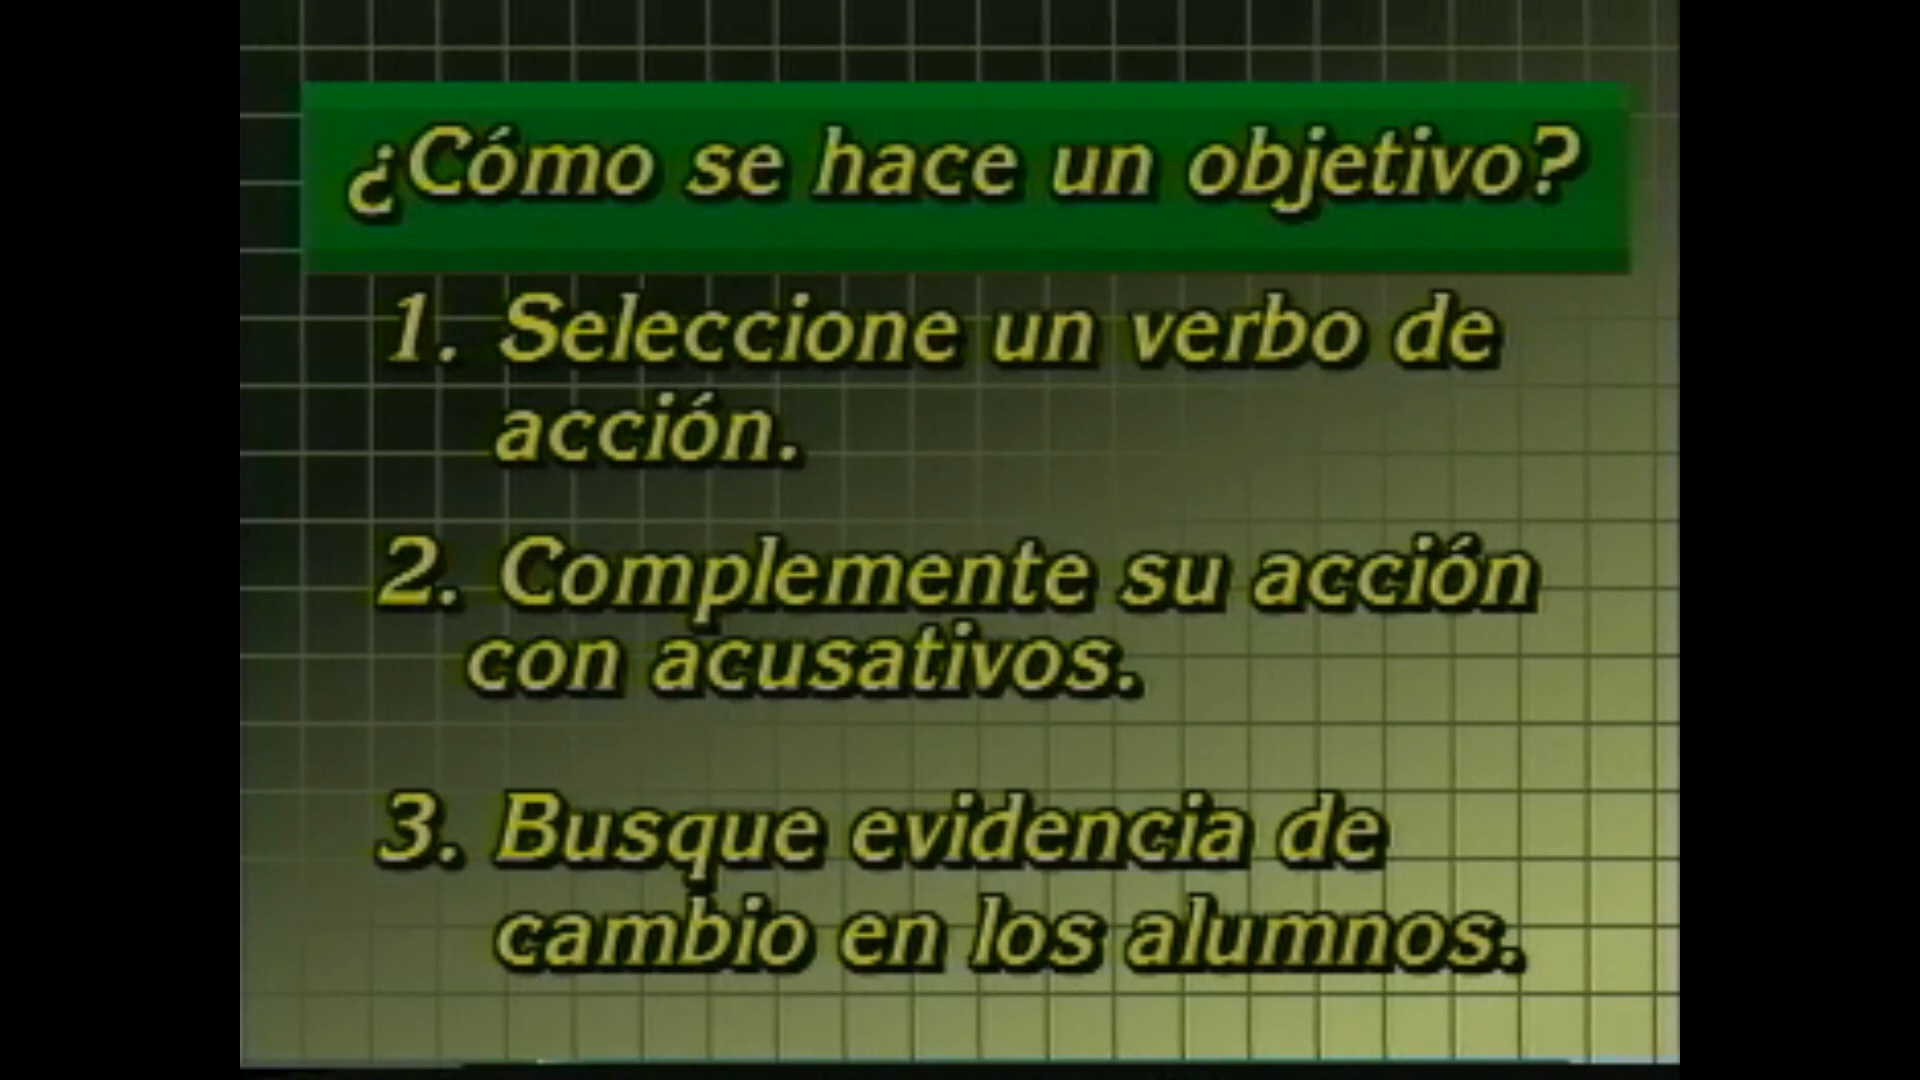 ¿Cómo se hace un objetivo?
1. Seleccione un verbo de
acción.
2. Complemente su acción
con acusativos.
3. Busque evidencia de
cambio en los alumnos.